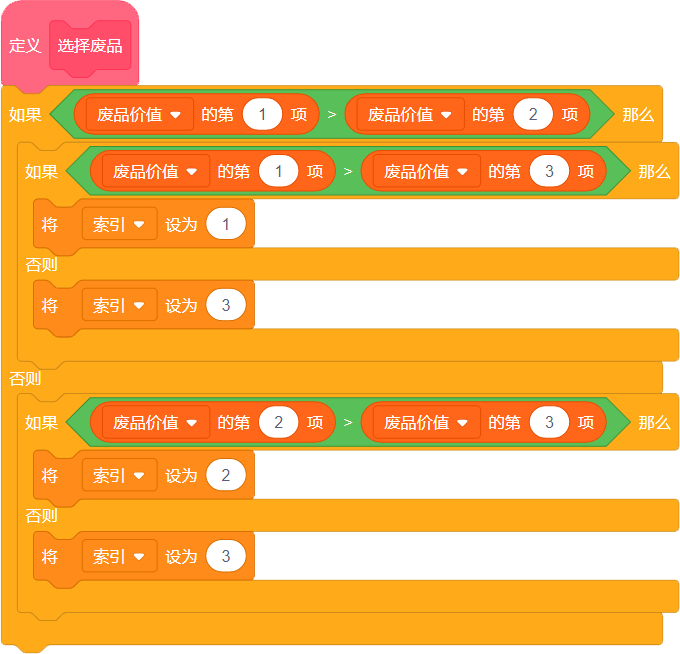 定义 选择废品
如果 废品价值 的第 1 项 > 废品价值 的第 2 项 那么
如果 废品价值 的第 1 项 > 废品价值 的第 3 项 那么
将 索引 设为 1
否则
将 索引 设为 3
否则
如果 废品价值 的第 2 项 > 废品价值 的第 3 项 那么
将 索引 设为 2
否则
将 索引 设为 3